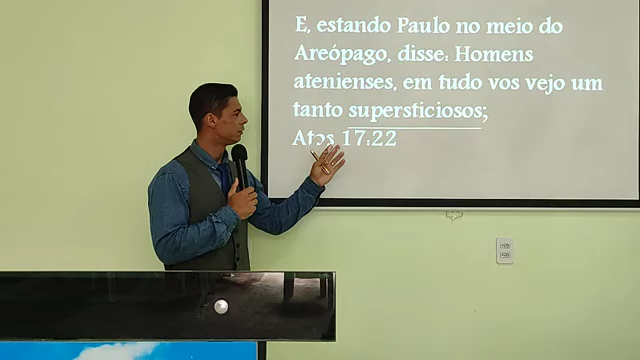 E, estando Paulo no meio do
Areópago, disse: Homens
atenienses, em tudo vos vejo um
tanto supersticiosos;
Atos 17:22